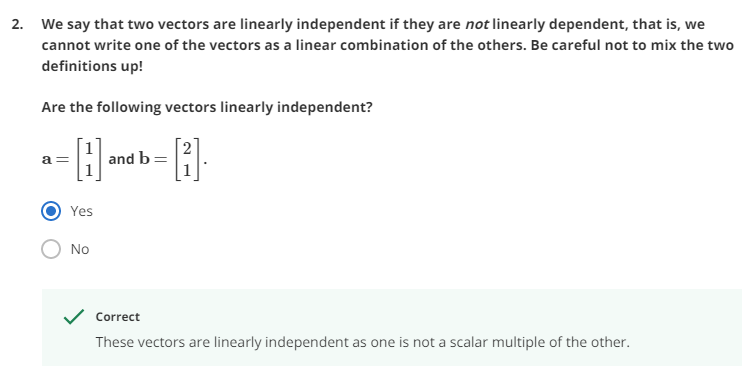 2. We say that two vectors are linearly independent if they are not linearly dependent, that is, we
cannot write one of the vectors as a linear combination of the others. Be careful not to mix the two
definitions up!
Are the following vectors linearly independent?
a = [1 1] and b = [2 1].
Yes
No
Correct
These vectors are linearly independent as one is not a scalar multiple of the other.